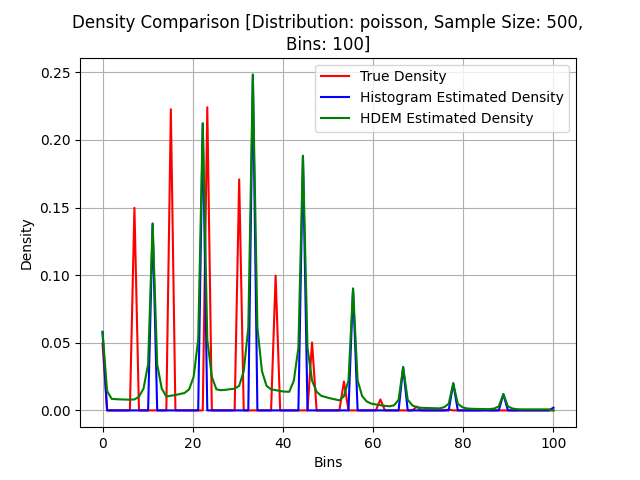 Density Comparison [Distribution: poisson, Sample Size: 500,
Bins: 100]
True Density
Histogram Estimated Density
HDEM Estimated Density
Density
0.25
0.20
0.15
0.10
0.05
0.00
0 20 40 60 80 100
Bins